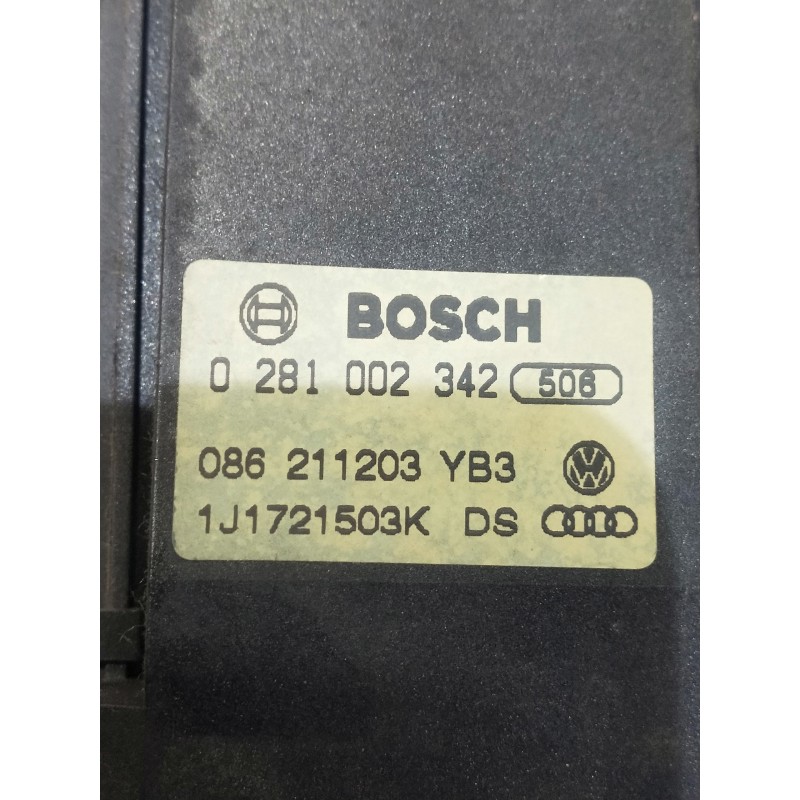 BOSCH
0 281 002 342 506
086 211203 YB3
1J1721503K DS